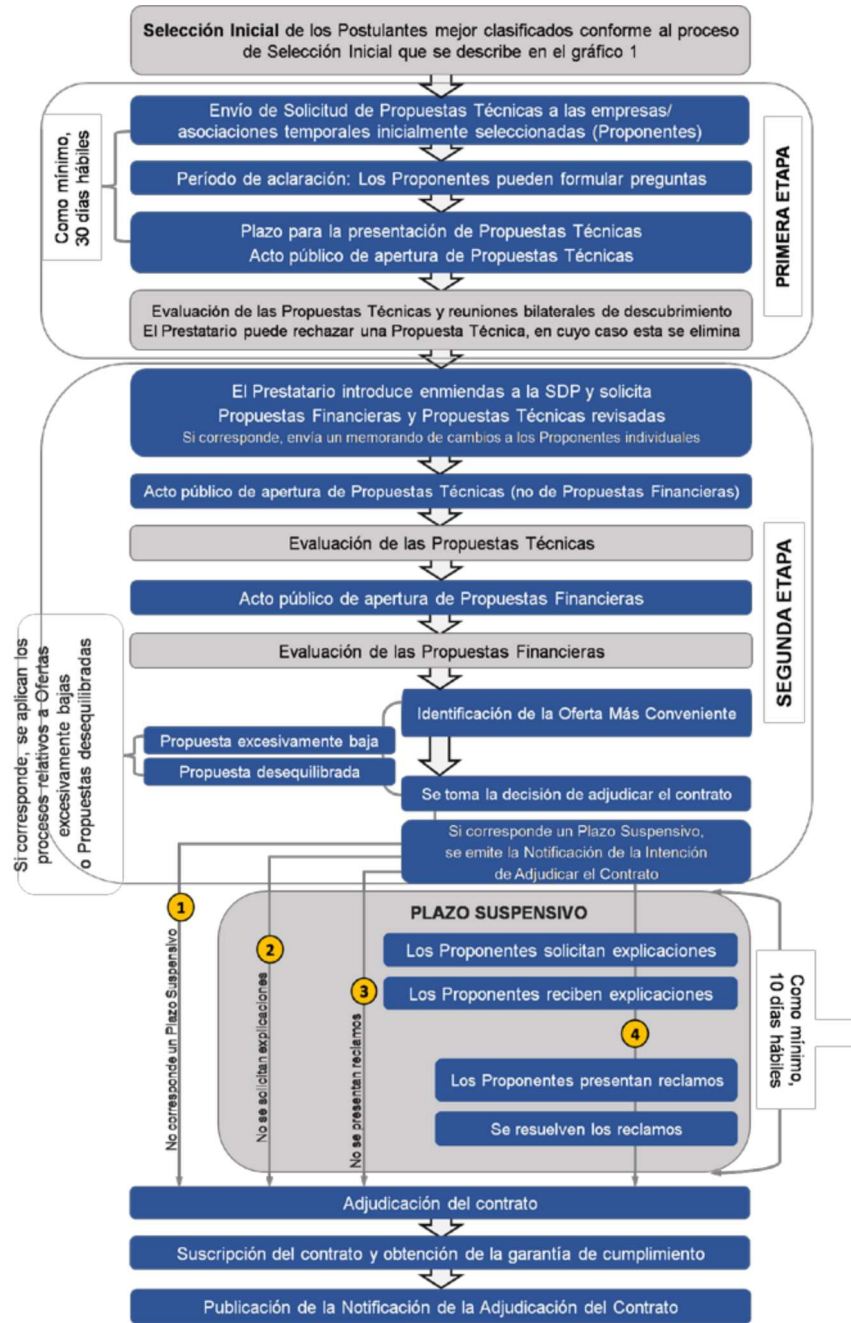 Selección Inicial de los Postulantes mejor clasificados conforme al proceso
de Selección Inicial que se describe en el gráfico 1
Envío de Solicitud de Propuestas Técnicas a las empresas/
asociaciones temporales inicialmente seleccionadas (Proponentes)
Como mínimo,
30 días hábiles
Período de aclaración: Los Proponentes pueden formular preguntas
PRIMERA ETAPA
Plazo para la presentación de Propuestas Técnicas
Acto público de apertura de Propuestas Técnicas
Evaluación de las Propuestas Técnicas y reuniones bilaterales de descubrimiento
El Prestatario puede rechazar una Propuesta Técnica, en cuyo caso esta se elimina
El Prestatario introduce enmiendas a la SDP y solicita
Propuestas Financieras y Propuestas Técnicas revisadas
Si corresponde, envía un memorando de cambios a los Proponentes individuales
Acto público de apertura de Propuestas Técnicas (no de Propuestas Financieras)
Evaluación de las Propuestas Técnicas
SEGUNDA ETAPA
Acto público de apertura de Propuestas Financieras
Evaluación de las Propuestas Financieras
Si corresponde, se aplican los
procesos relativos a Ofertas
excesivamente bajas
o Propuestas desequilibradas
Identificación de la Oferta Más Conveniente
Propuesta excesivamente baja
Propuesta desequilibrada
Se toma la decisión de adjudicar el contrato
Si corresponde un Plazo Suspensivo,
se emite la Notificación de la Intención
de Adjudicar el Contrato
1
No corresponde un Plazo Suspensivo
2
No se solicitan explicaciones
3
No se presentan reclamos
PLAZO SUSPENSIVO
Los Proponentes solicitan explicaciones
Los Proponentes reciben explicaciones
4
Como mínimo,
10 días hábiles
Los Proponentes presentan reclamos
Se resuelven los reclamos
Adjudicación del contrato
Suscripción del contrato y obtención de la garantía de cumplimiento
Publicación de la Notificación de la Adjudicación del Contrato